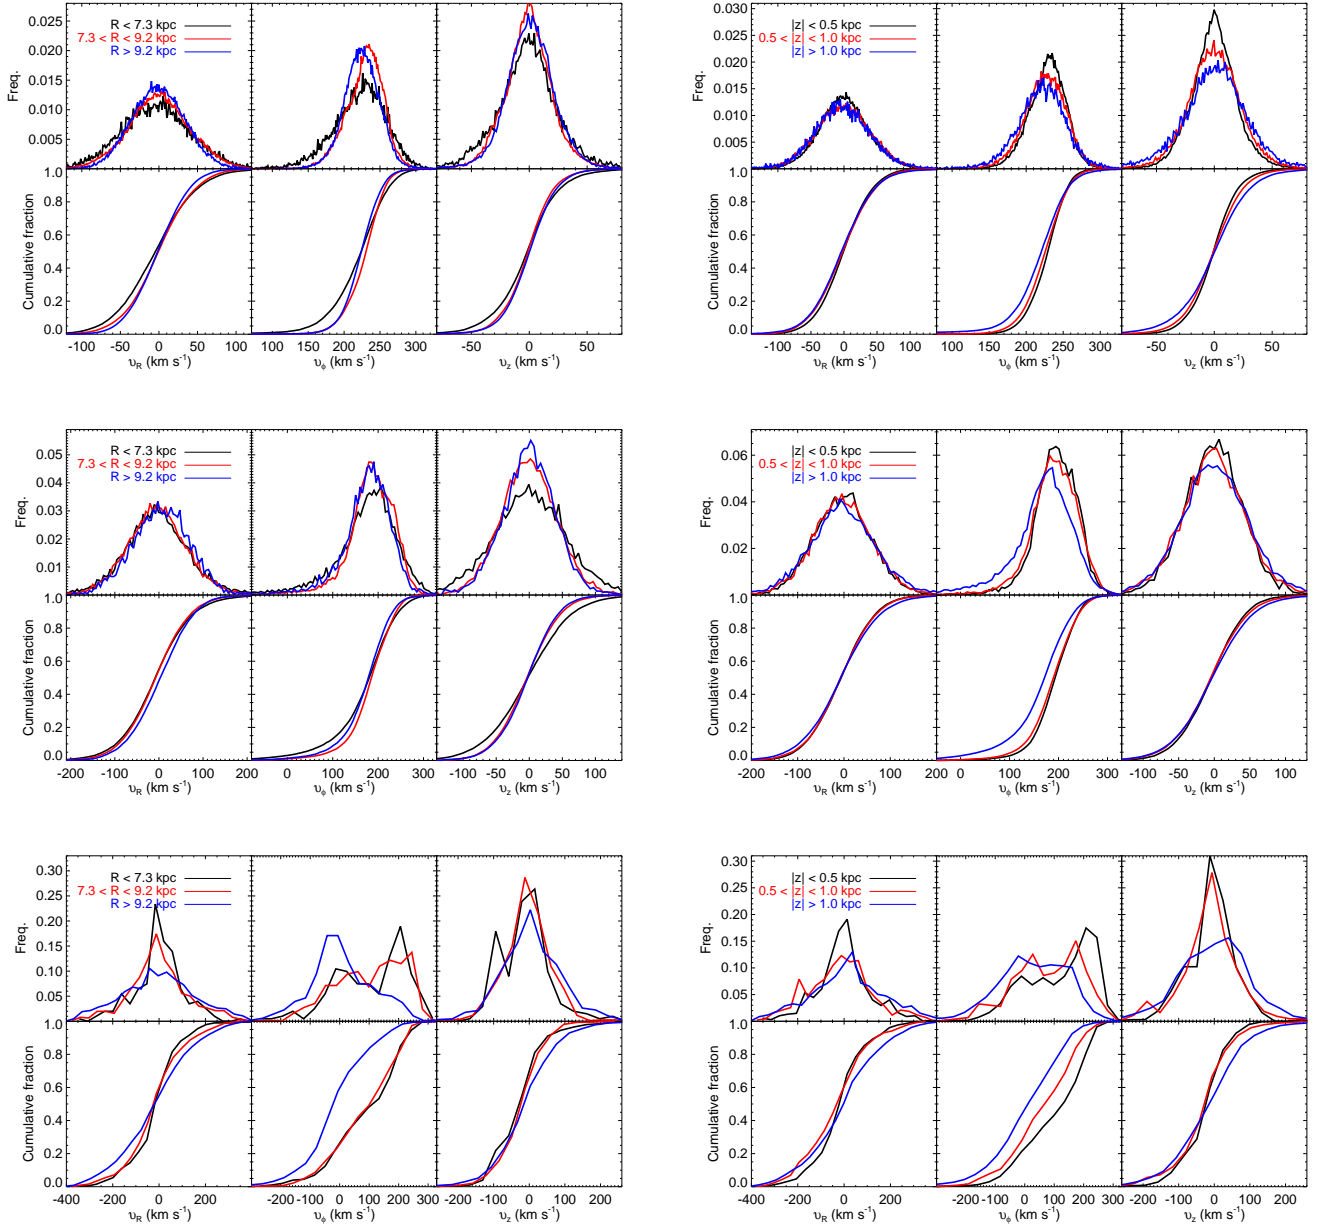 0.025
0.020
0.015
0.010
0.005
Freq.
R < 7.3 kpc
7.3 < R < 9.2 kpc
R > 9.2 kpc
1.0
0.8
0.6
0.4
0.2
0.0
Cumulative fraction
-100 -50 0 50 100
100 200 300
-50 0 50
υR (km s-1)
υϕ (km s-1)
υz (km s-1)
0.030
0.025
0.020
0.015
0.010
0.005
Freq.
|z| < 0.5 kpc
0.5 < |z| < 1.0 kpc
|z| > 1.0 kpc
1.0
0.8
0.6
0.4
0.2
0.0
Cumulative fraction
-100 -50 0 50 100
100 150 200 250 300
-50 0 50
υR (km s-1)
υϕ (km s-1)
υz (km s-1)
0.05
0.04
0.03
0.02
0.01
Freq.
R < 7.3 kpc
7.3 < R < 9.2 kpc
R > 9.2 kpc
1.0
0.8
0.6
0.4
0.2
0.0
Cumulative fraction
-200 -100 0 100
0 100 200 300
-100 -50 0 50 100
υR (km s-1)
υϕ (km s-1)
υz (km s-1)
0.06
0.04
0.02
Freq.
|z| < 0.5 kpc
0.5 < |z| < 1.0 kpc
|z| > 1.0 kpc
1.0
0.8
0.6
0.4
0.2
0.0
Cumulative fraction
-200 -100 0 100 200
0 100 200 300
-100 -50 0 50 100
υR (km s-1)
υϕ (km s-1)
υz (km s-1)
0.30
0.25
0.20
0.15
0.10
0.05
Freq.
R < 7.3 kpc
7.3 < R < 9.2 kpc
R > 9.2 kpc
1.0
0.8
0.6
0.4
0.2
0.0
Cumulative fraction
-400 -200 0 200
-200 -100 0 100 200 300
-200 0 200
υR (km s-1)
υϕ (km s-1)
υz (km s-1)
0.30
0.25
0.20
0.15
0.10
0.05
Freq.
|z| < 0.5 kpc
0.5 < |z| < 1.0 kpc
|z| > 1.0 kpc
1.0
0.8
0.6
0.4
0.2
0.0
Cumulative fraction
-400 -200 0 200
-200 -100 0 100 200 300
-200 -100 0 100 200
υR (km s-1)
υϕ (km s-1)
υz (km s-1)